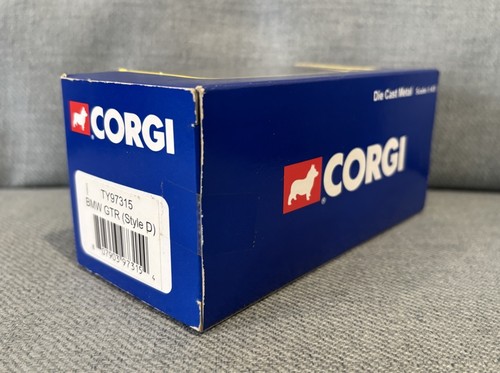 CORGI
TY97315
BMW GTR (Style D)
Die Cast Metal
CORGI